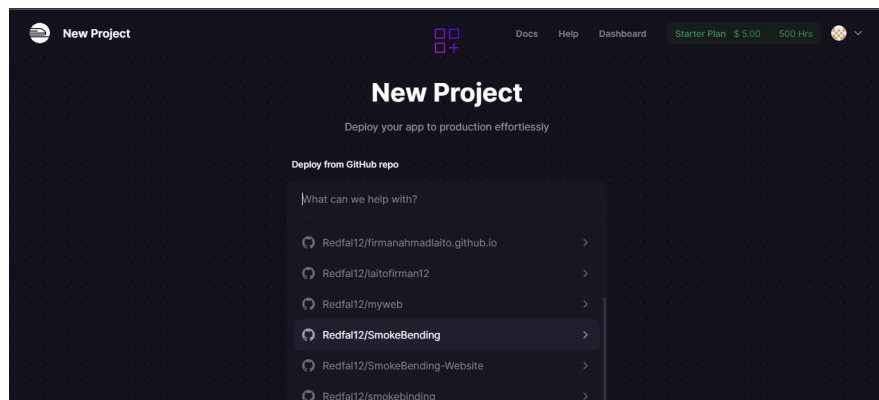 New Project
Docs Help Dashboard Starter Plan $ 5.00 500 Hrs
New Project
Deploy your app to production effortlessly
Deploy from GitHub repo
What can we help with?
Redfal12/firmanahmadlaito.github.io
Redfal12/laitofirman12
Redfal12/myweb
Redfal12/SmokeBending
Redfal12/SmokeBending-Website
Redfal12/smokebinding